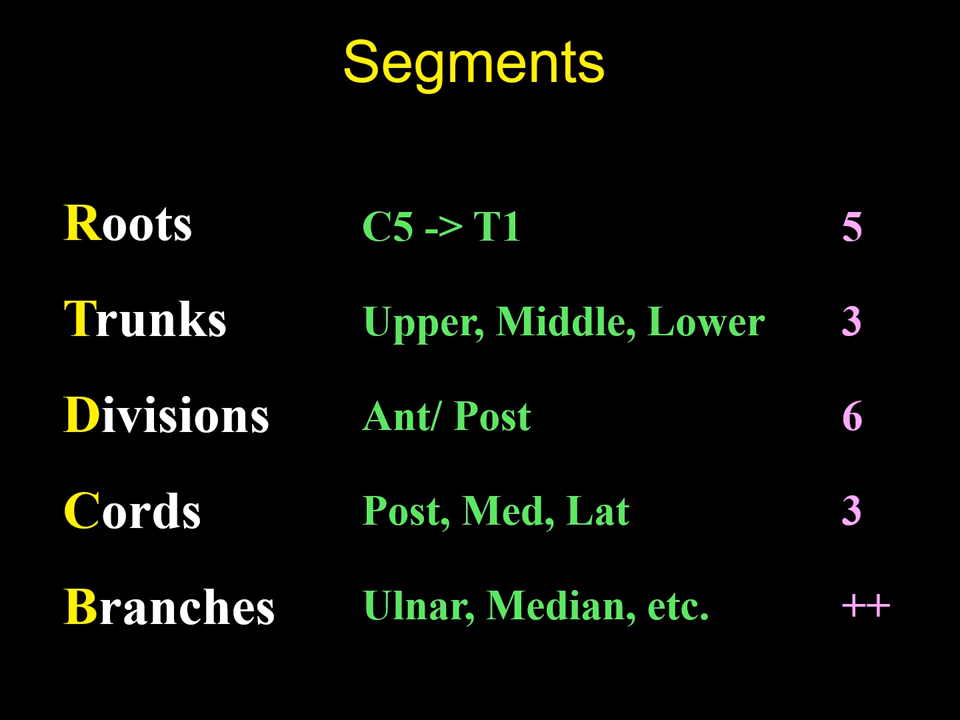 Segments
Roots C5 -> T1 5
Trunks Upper, Middle, Lower 3
Divisions Ant/ Post 6
Cords Post, Med, Lat 3
Branches Ulnar, Median, etc. ++